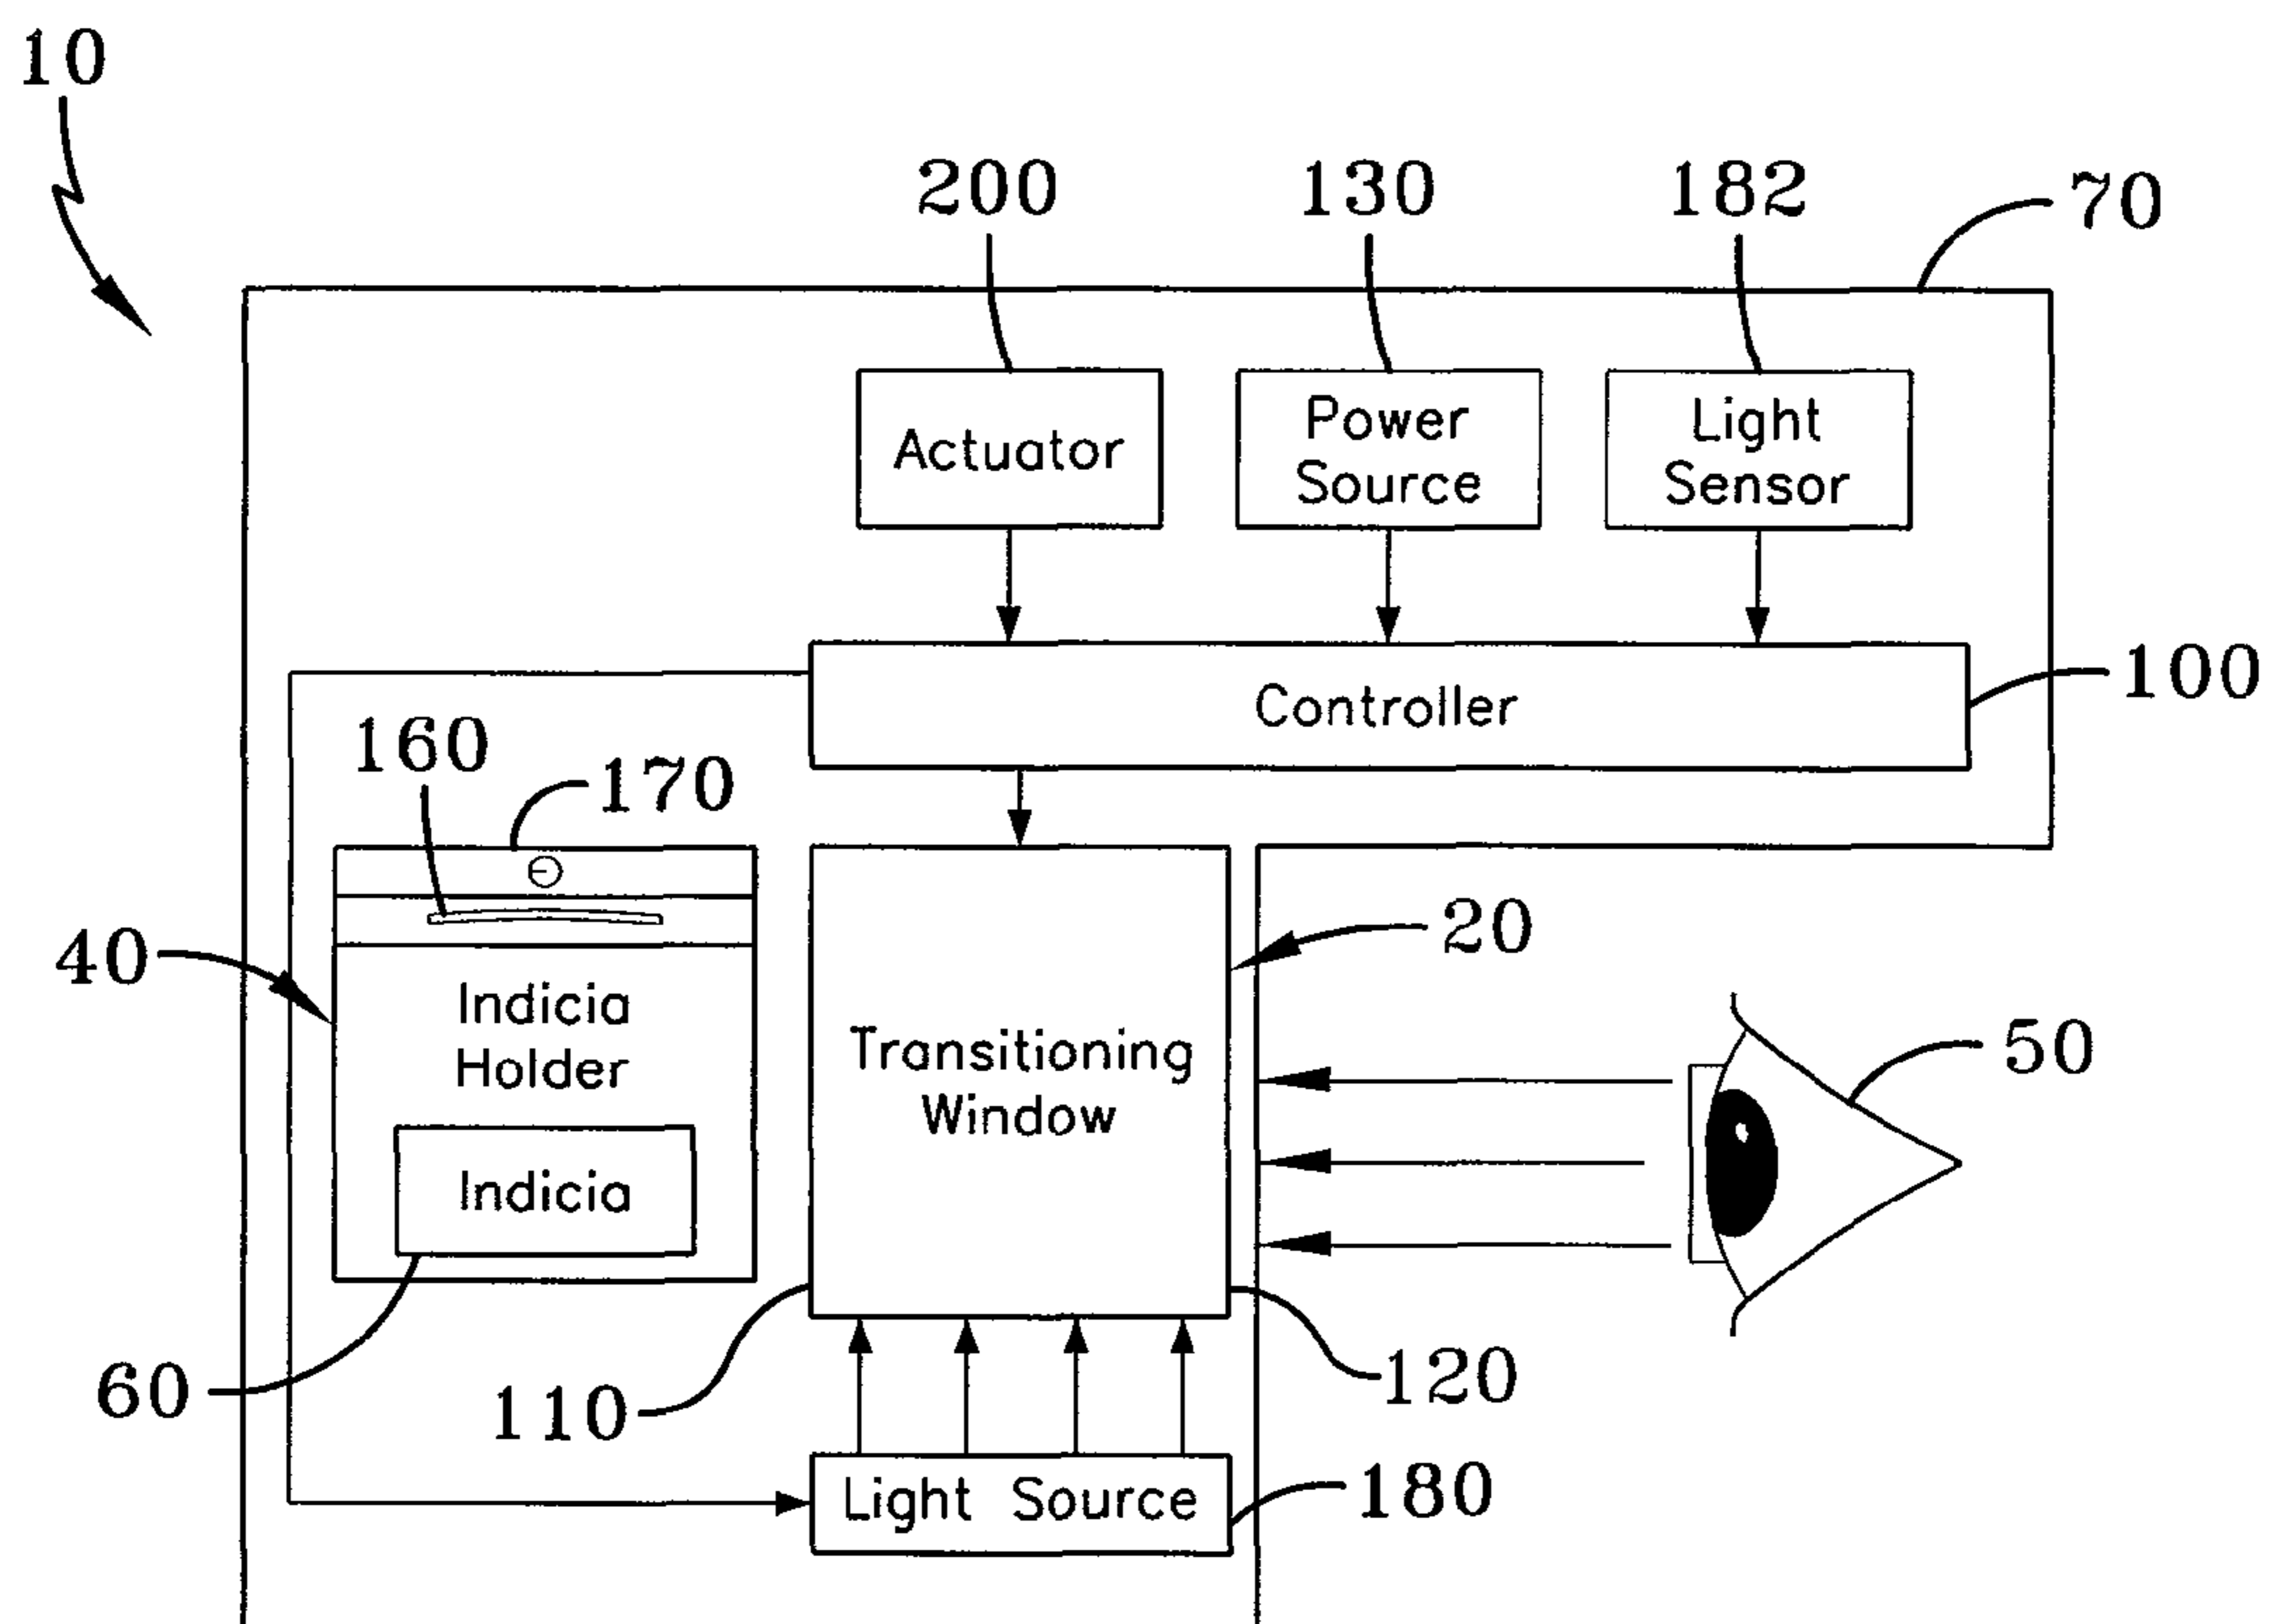 10
200
130
182
70
Actuator
Power
Source
Light
Sensor
Controller
100
160
170
40
20
Indicia
Holder
Transitioning
Window
50
Indicia
60
110
120
Light Source
180